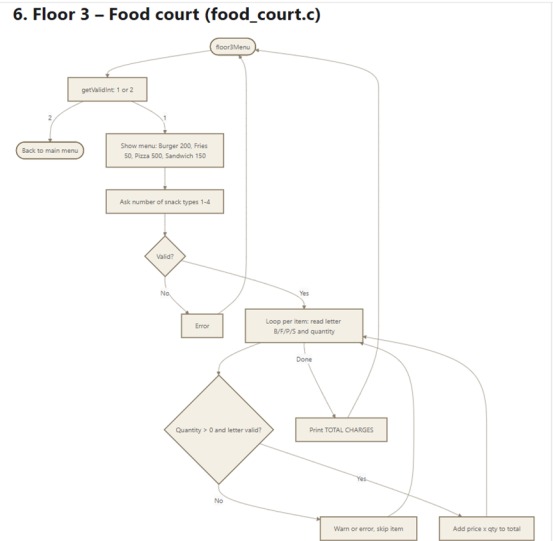 6. Floor 3 – Food court (food_court.c)
floor3Menu
getValidInt: 1 or 2
2
1
Back to main menu
Show menu: Burger 200, Fries
50, Pizza 500, Sandwich 150
Ask number of snack types 1-4
Valid?
No
Yes
Error
Loop per item: read letter
B/F/P/S and quantity
Done
Quantity > 0 and letter valid?
Print TOTAL CHARGES
Yes
No
Warn or error, skip item
Add price x qty to total